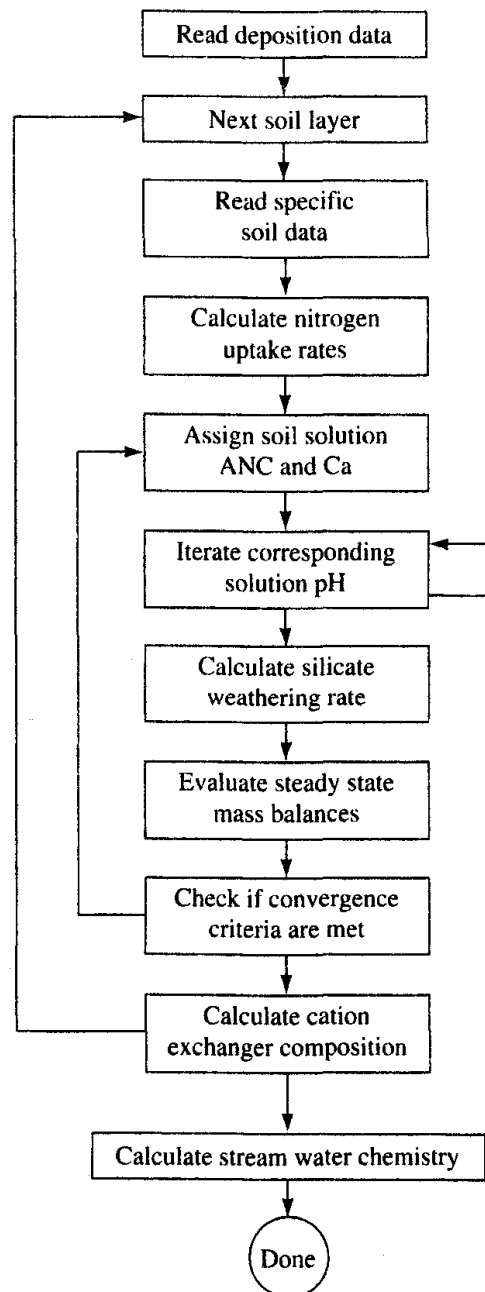 Read deposition data
Next soil layer
Read specific
soil data
Calculate nitrogen
uptake rates
Assign soil solution
ANC and Ca
Iterate corresponding
solution pH
Calculate silicate
weathering rate
Evaluate steady state
mass balances
Check if convergence
criteria are met
Calculate cation
exchanger composition
Calculate stream water chemistry
Done